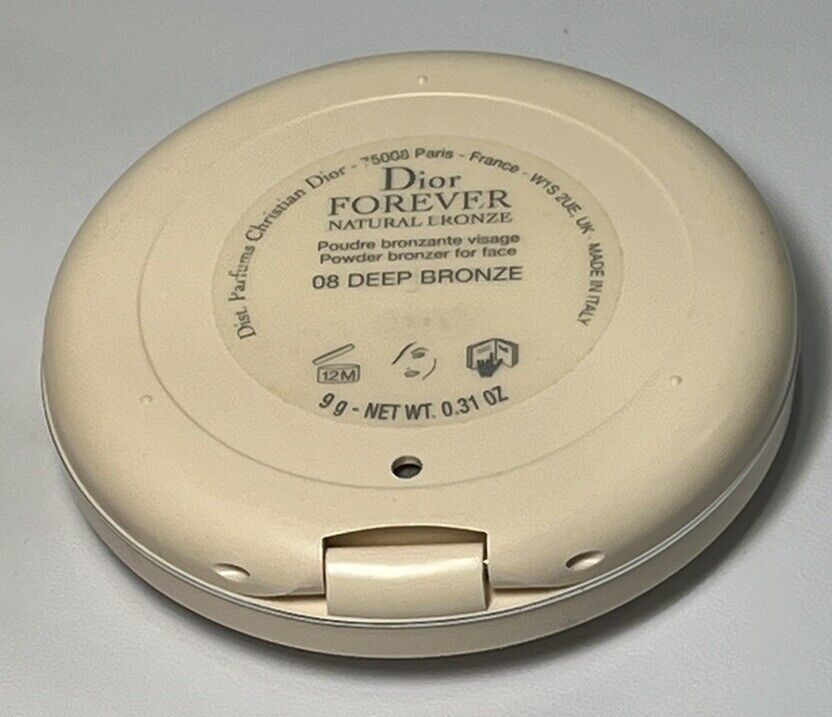 Dist. Parfums Christian Dior - 75008 Paris - France - W1S 2UE. UK - MADE IN ITALY
Dior
FOREVER
NATURAL BRONZE
Poudre bronzante visage
Powder bronzer for face
08 DEEP BRONZE
12M
9 g - NET WT. 0.31 OZ